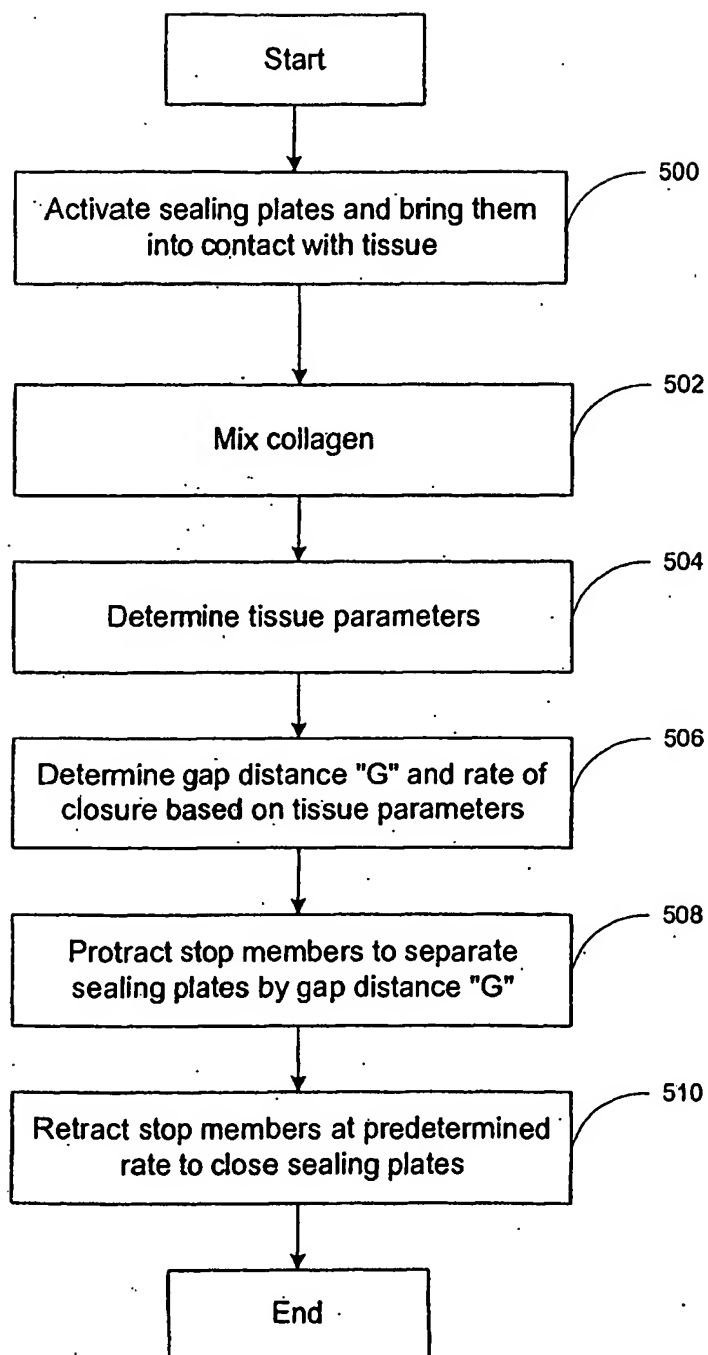 Start
500
Activate sealing plates and bring them
into contact with tissue
502
Mix collagen
504
Determine tissue parameters
506
Determine gap distance "G" and rate of
closure based on tissue parameters
508
Protract stop members to separate
sealing plates by gap distance "G"
510
Retract stop members at predetermined
rate to close sealing plates
End